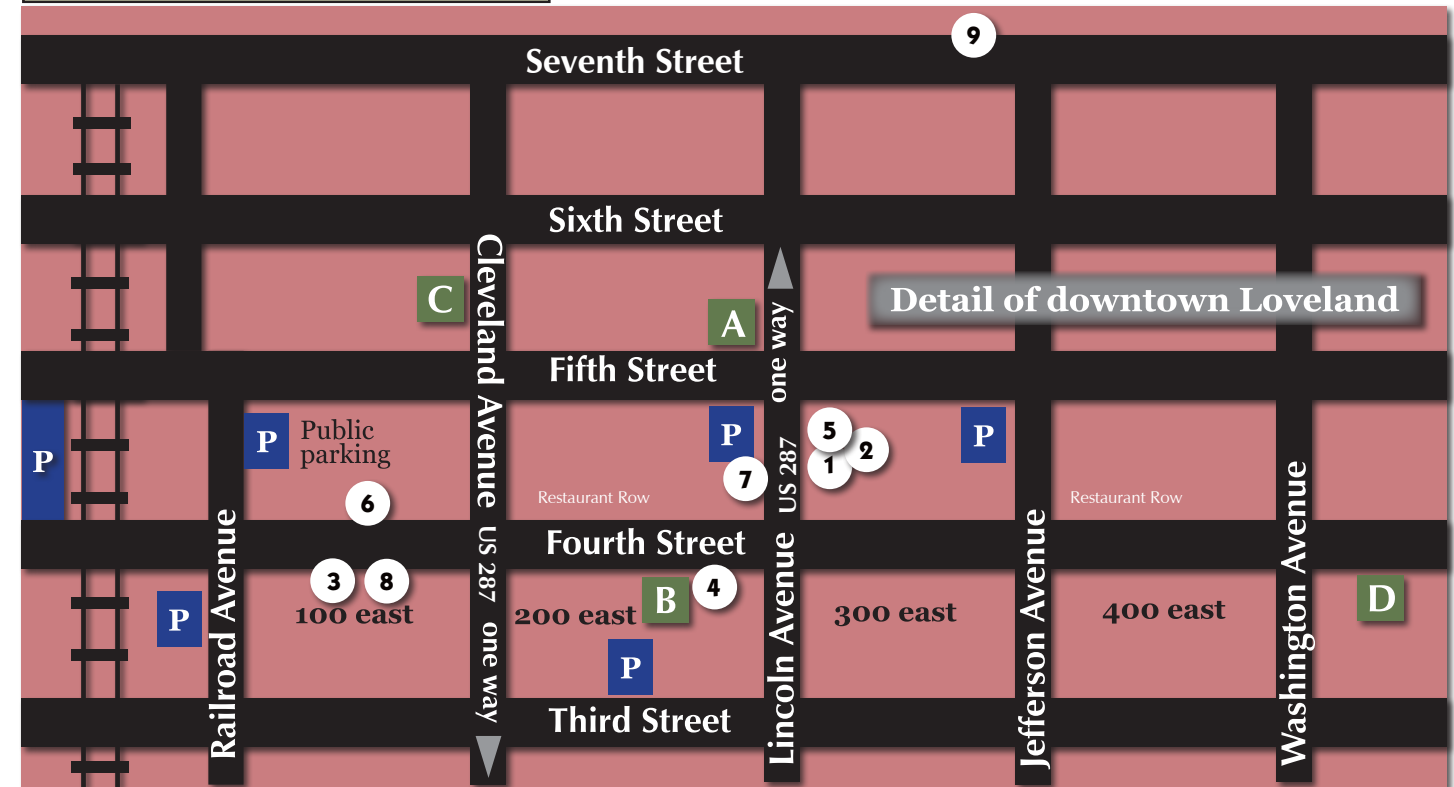 9
Seventh Street
Sixth Street
Cleveland Avenue US 287 one way
C
A
one way
Detail of downtown Loveland
Fifth Street
P
P
Public
parking
P
5
2
1
P
7
US 287
6
Restaurant Row
Restaurant Row
Fourth Street
3
8
100 east
200 east
B
4
300 east
400 east
D
P
P
Railroad Avenue
Lincoln Avenue
Jefferson Avenue
Washington Avenue
Third Street